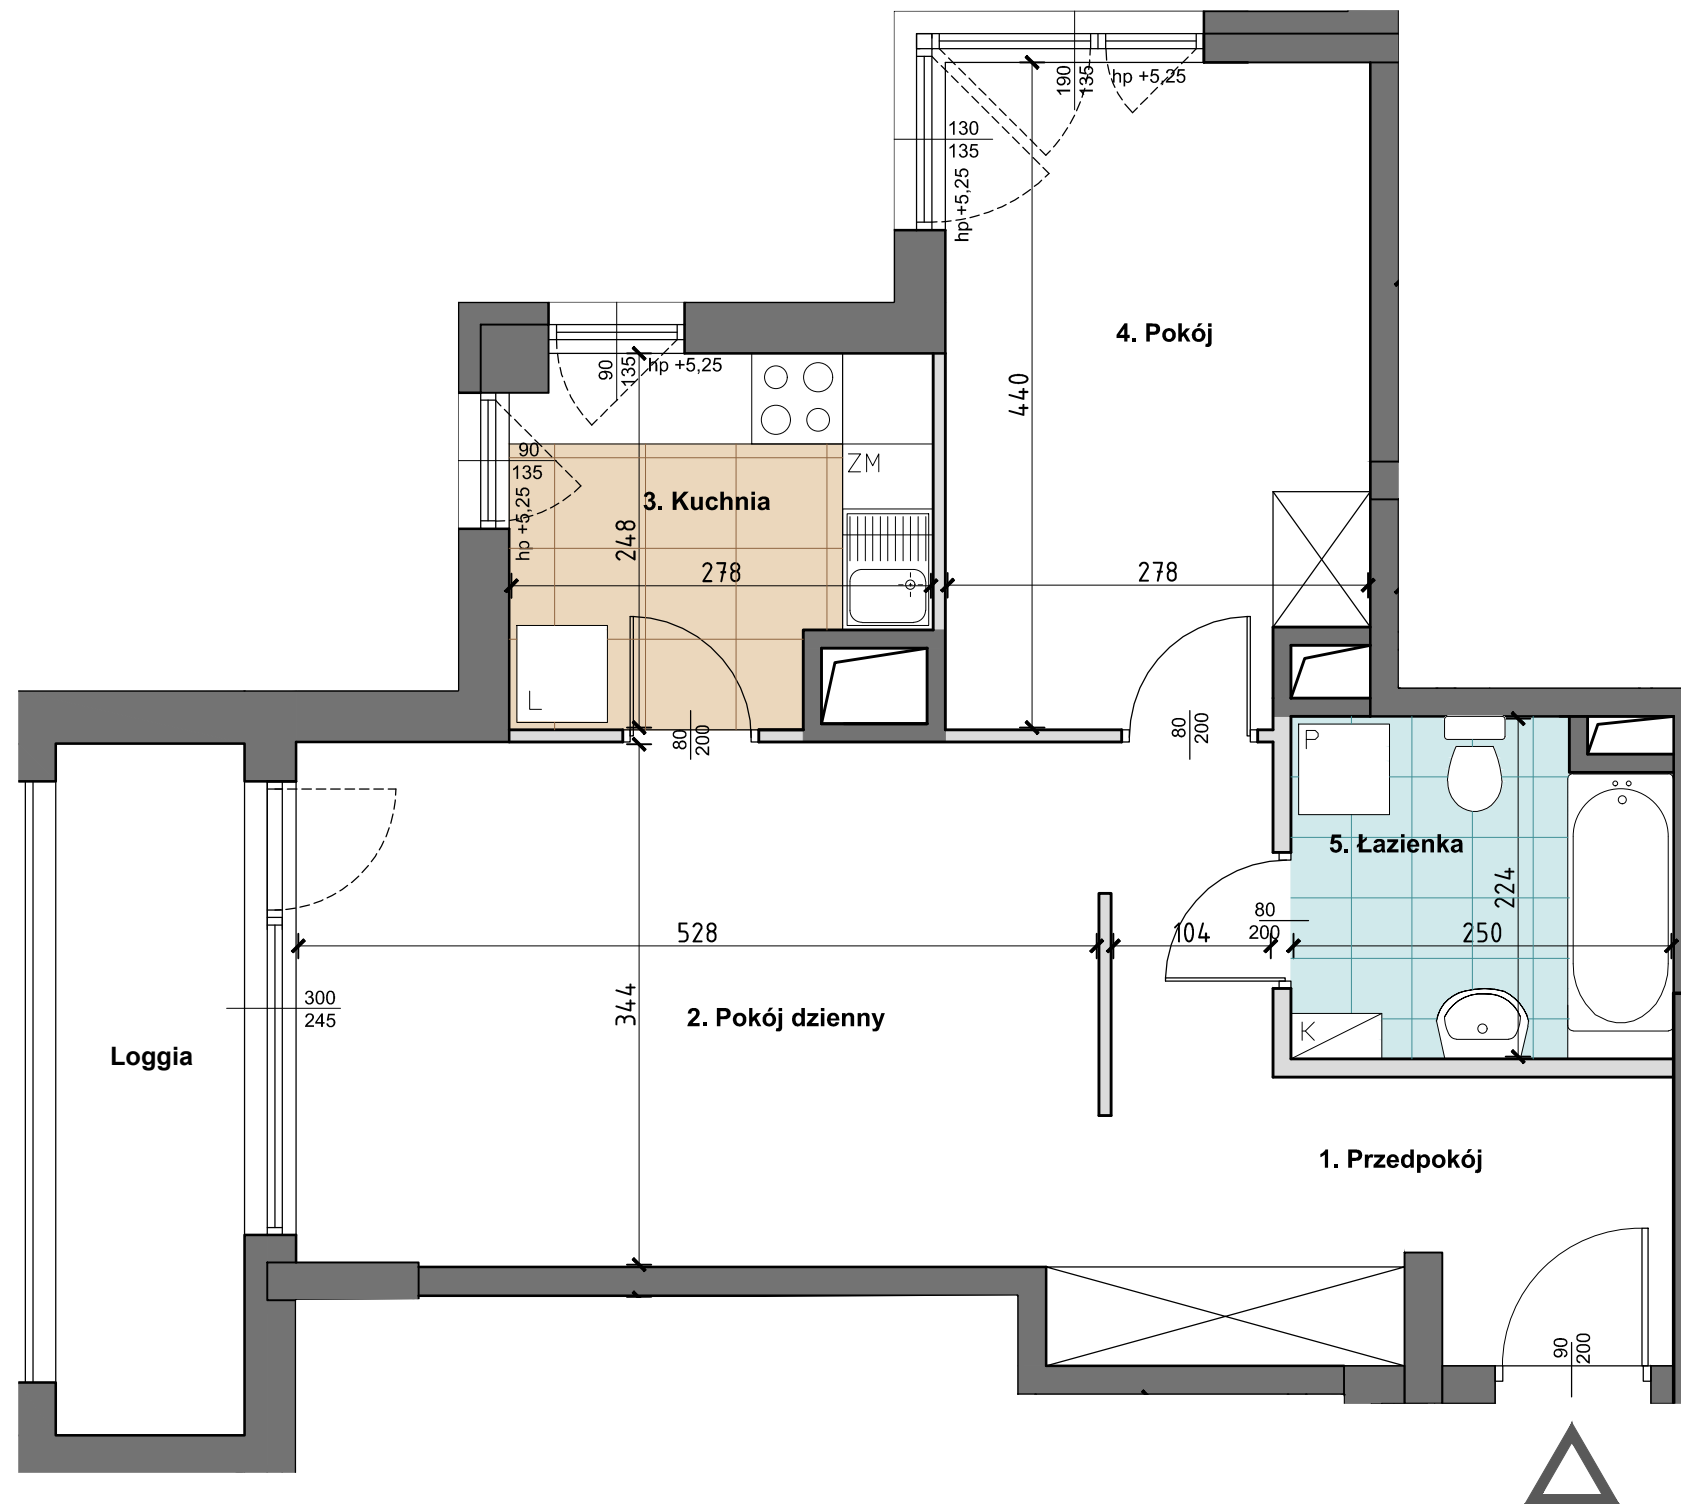 190
135
hp +5,25
130
135
hp +5,25
4. Pokój
440
278
90
135
hp +5,25
90
135
hp +5,25
ZM
3. Kuchnia
248
278
L
80
200
80
200
P
5. Łazienka
224
80
200
250
K
528
104
344
300
245
2. Pokój dzienny
Loggia
1. Przedpokój
90
200